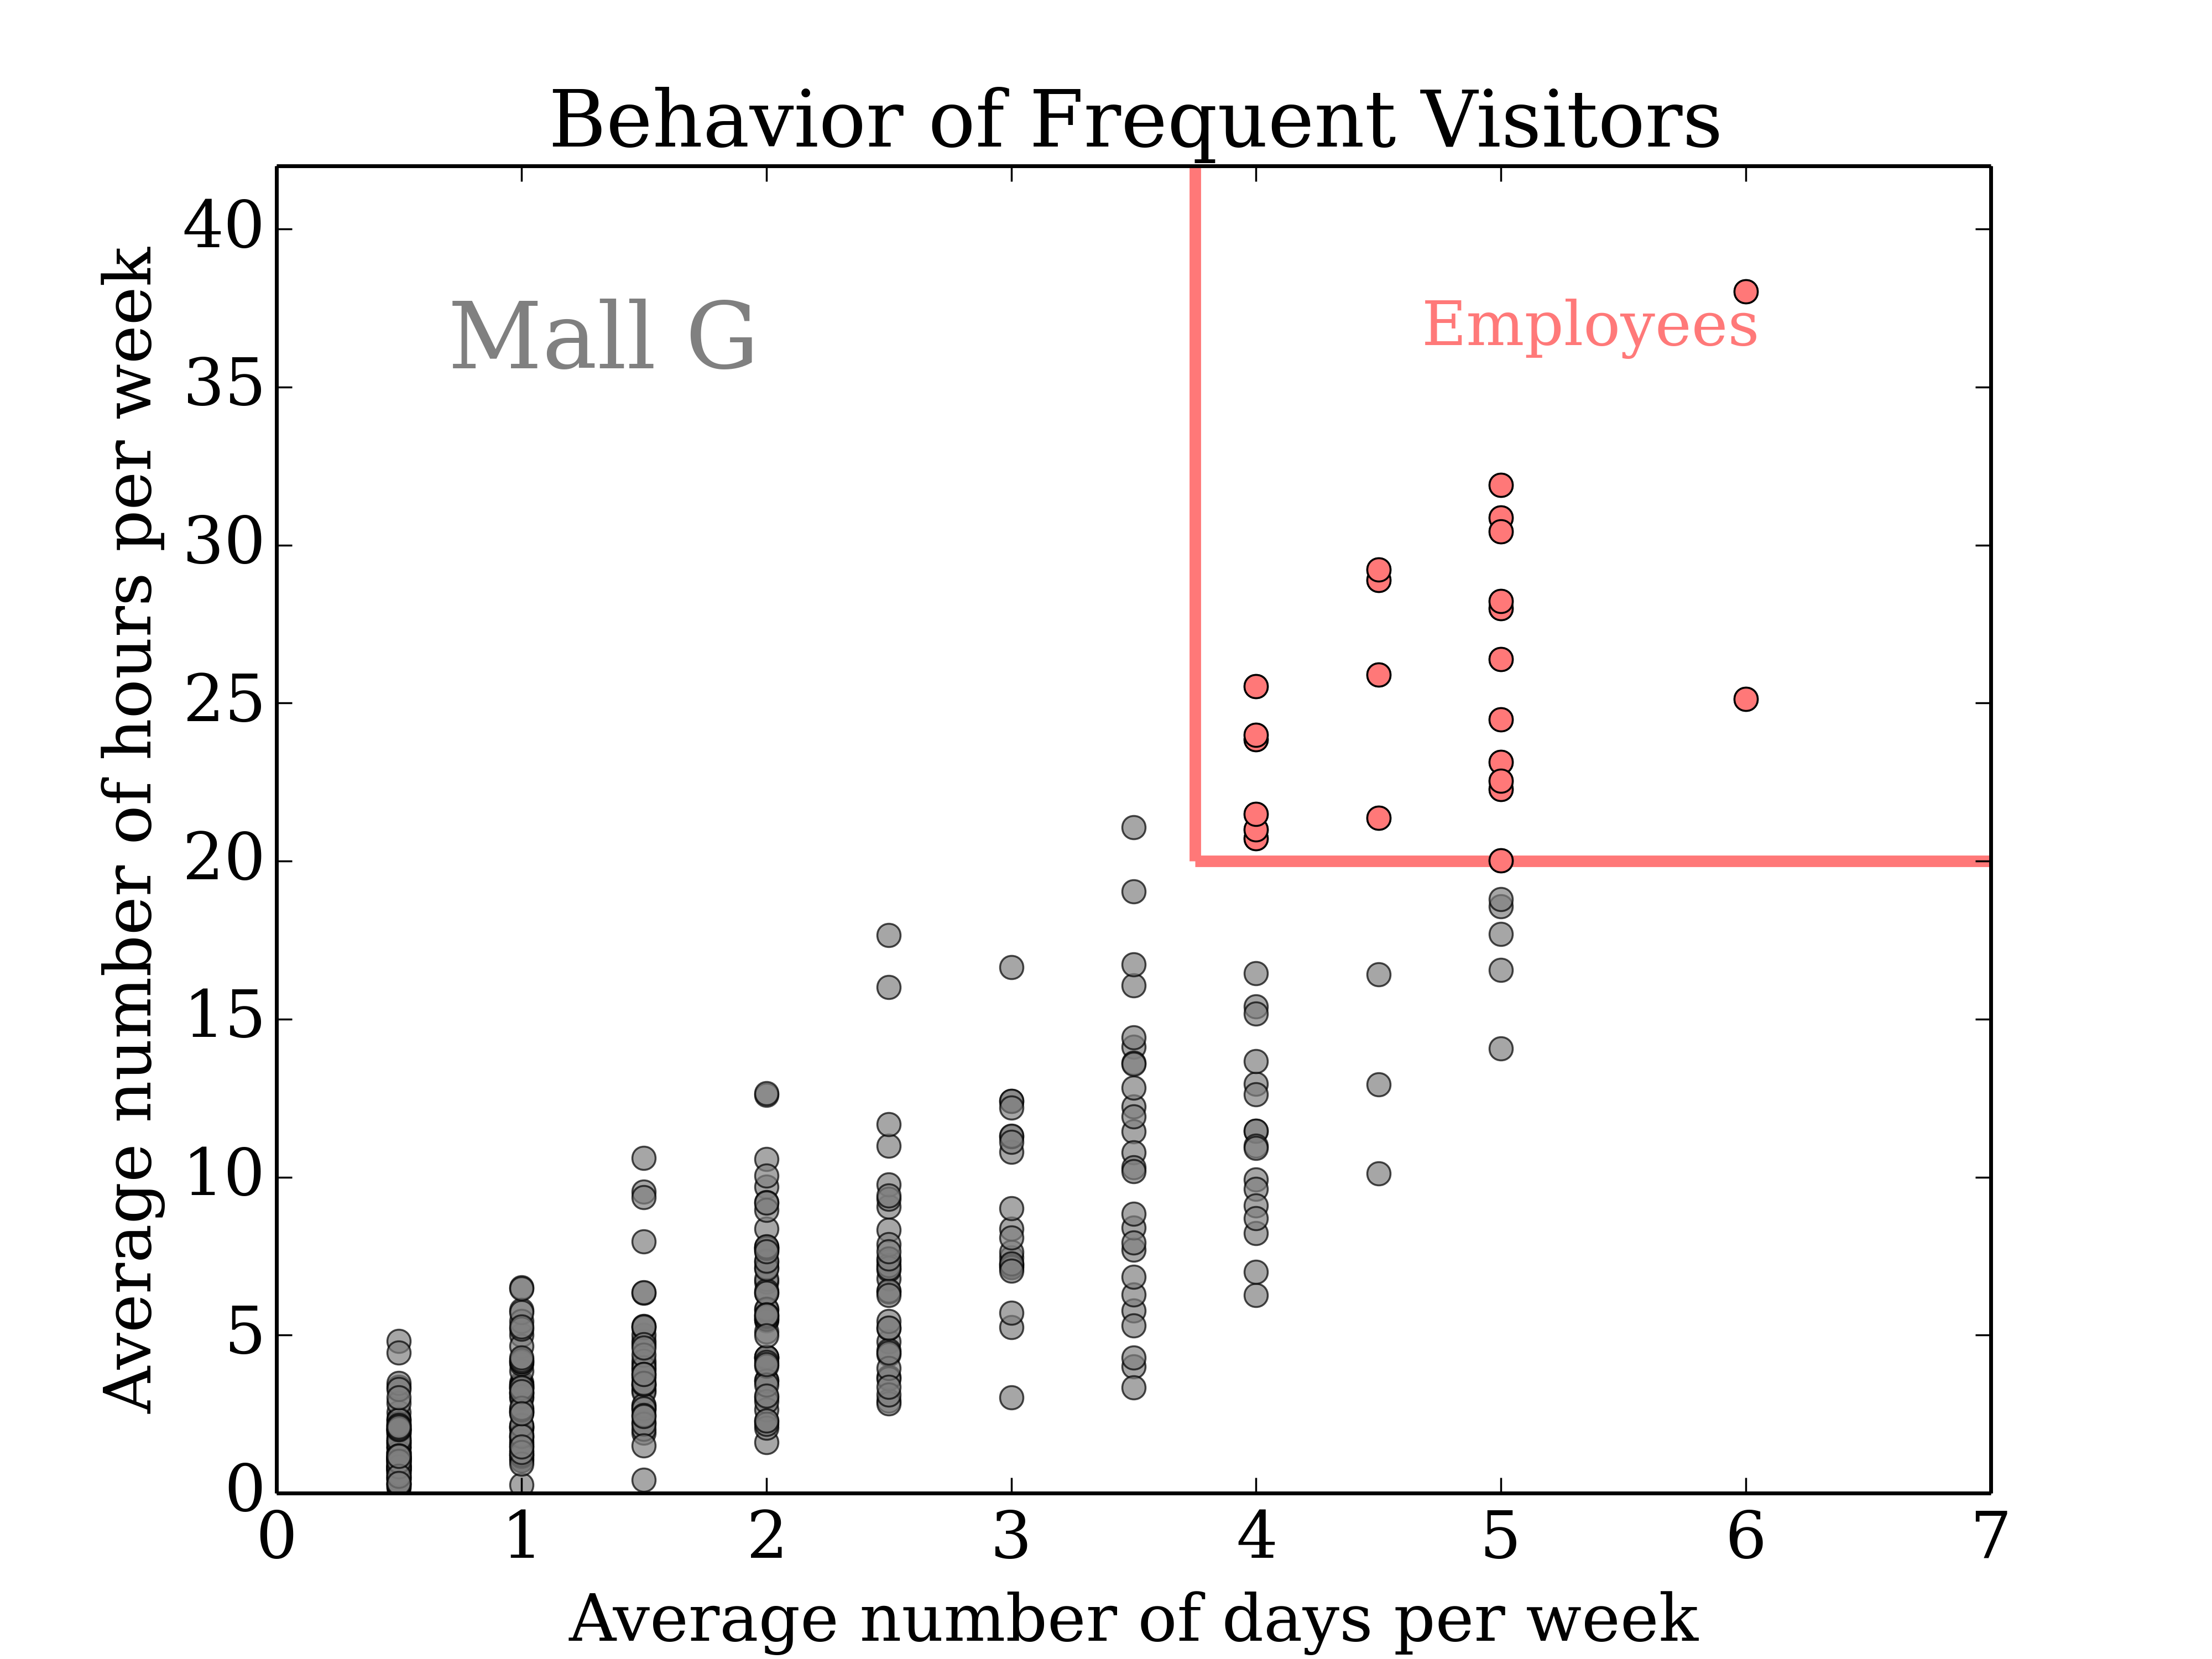 Behavior of Frequent Visitors
Average number of hours per week
40
35
30
25
20
15
10
5
0
Mall G
Employees
0 1 2 3 4 5 6 7
Average number of days per week